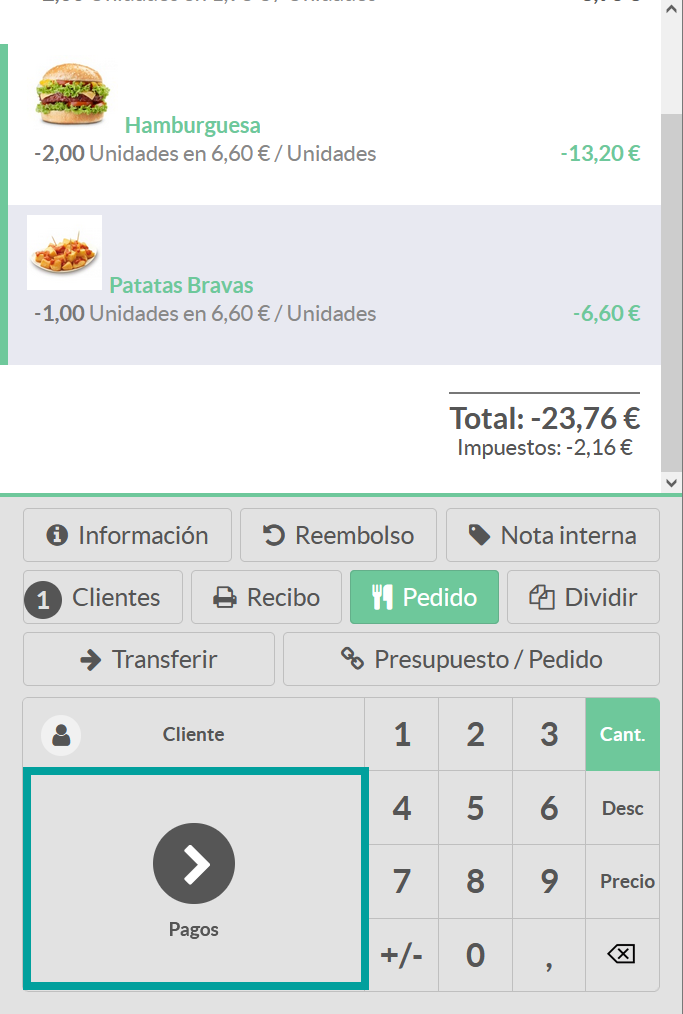 Hamburguesa
-2,00 Unidades en 6,60 € / Unidades -13,20 €
Patatas Bravas
-1,00 Unidades en 6,60 € / Unidades -6,60 €
Total: -23,76 €
Impuestos: -2,16 €
Información Reembolso Nota interna
1 Clientes Recibo Pedido Dividir
Transferir Presupuesto / Pedido
Cliente 1 2 3 Cant.
4 5 6 Desc
7 8 9 Precio
Pagos
+/- 0 ,